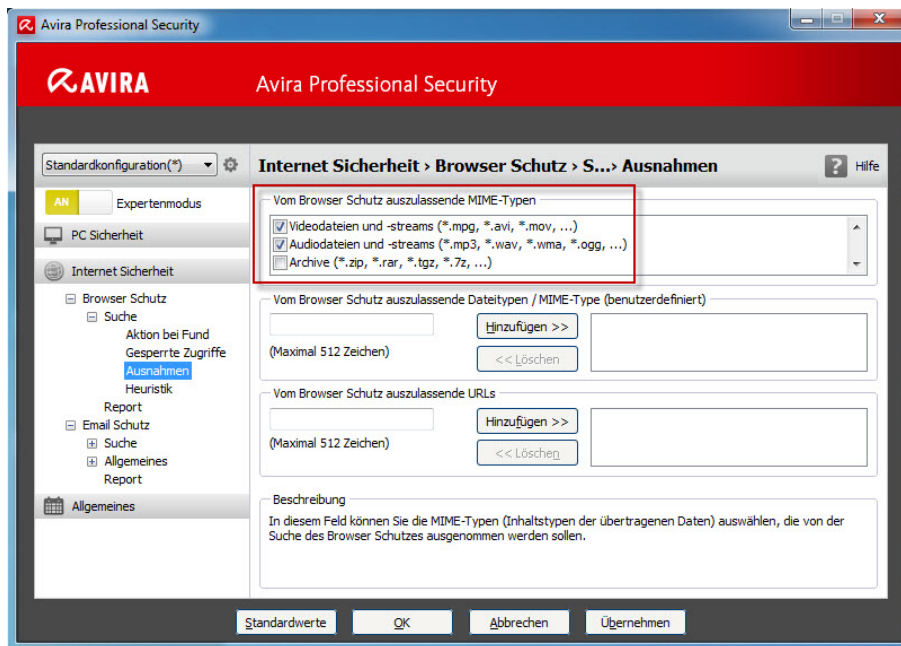 Avira Professional Security
AVIRA
Avira Professional Security
Standardkonfiguration(*)
Internet Sicherheit › Browser Schutz › S...› Ausnahmen
? Hilfe
AN Expertenmodus
PC Sicherheit
Internet Sicherheit
Browser Schutz
Suche
Aktion bei Fund
Gesperrte Zugriffe
Ausnahmen
Heuristik
Report
Email Schutz
Suche
Allgemeines
Report
Allgemeines
Vom Browser Schutz auszulassende MIME-Typen
Videodateien und -streams (*.mpg, *.avi, *.mov, ...)
Audiodateien und -streams (*.mp3, *.wav, *.wma, *.ogg, ...)
Archive (*.zip, *.rar, *.tgz, *.7z, ...)
Vom Browser Schutz auszulassende Dateitypen / MIME-Type (benutzerdefiniert)
Hinzufügen >>
(Maximal 512 Zeichen)
<< Löschen
Vom Browser Schutz auszulassende URLs
Hinzufügen >>
(Maximal 512 Zeichen)
<< Löschen
Beschreibung
In diesem Feld können Sie die MIME-Typen (Inhaltstypen der übertragenen Daten) auswählen, die von der
Suche des Browser Schutzes ausgenommen werden sollen.
Standardwerte
OK
Abbrechen
Übernehmen